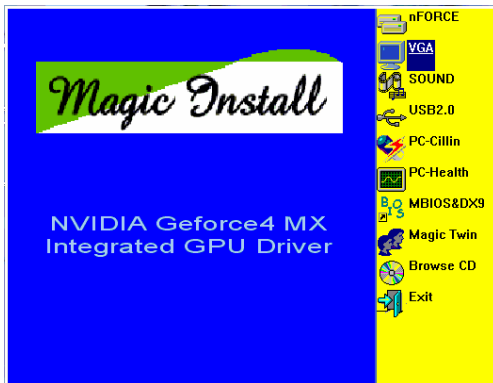 Magic Install
NVIDIA Geforce4 MX
Integrated GPU Driver
nFORCE
VGA
SOUND
USB2.0
PC-Cillin
PC-Health
BIOS
MBIOS&DX9
Magic Twin
Browse CD
Exit